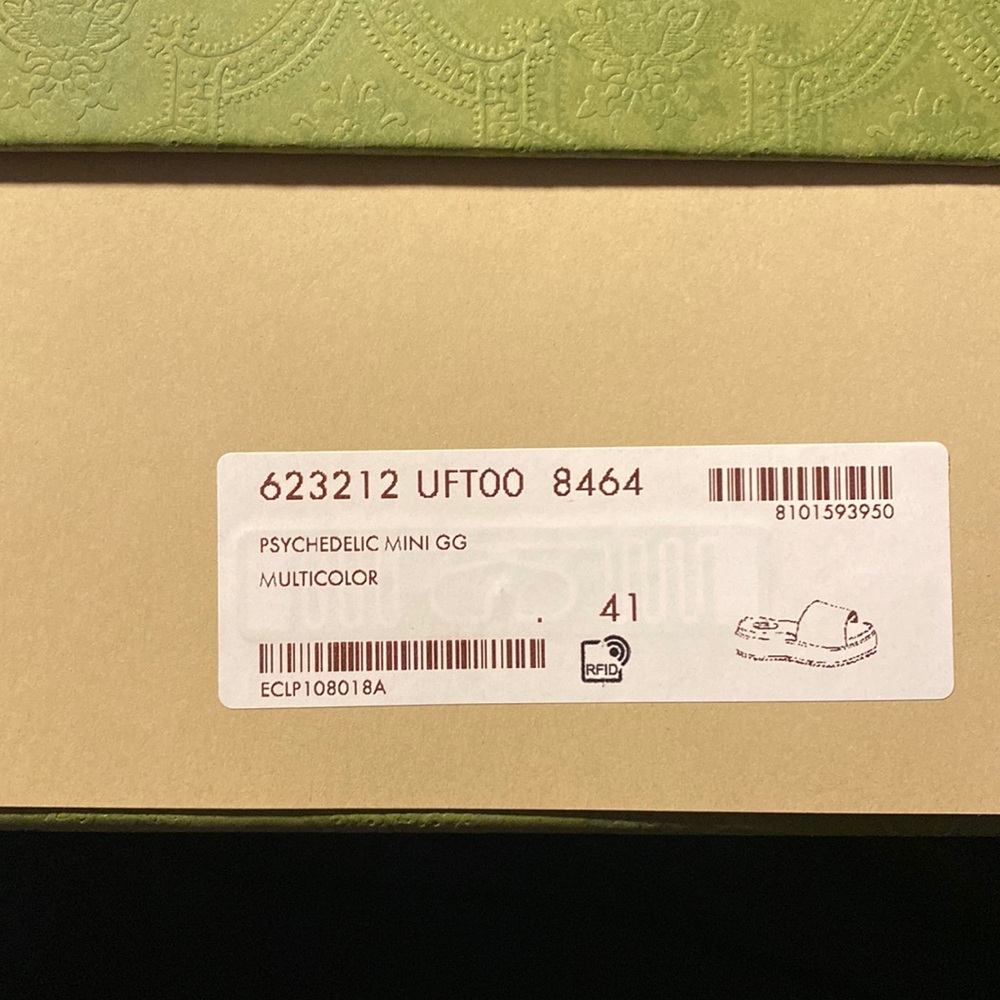 623212 UFT00 8464
8101593950
PSYCHEDELIC MINI GG
MULTICOLOR
. 41
RFID
ECLP108018A